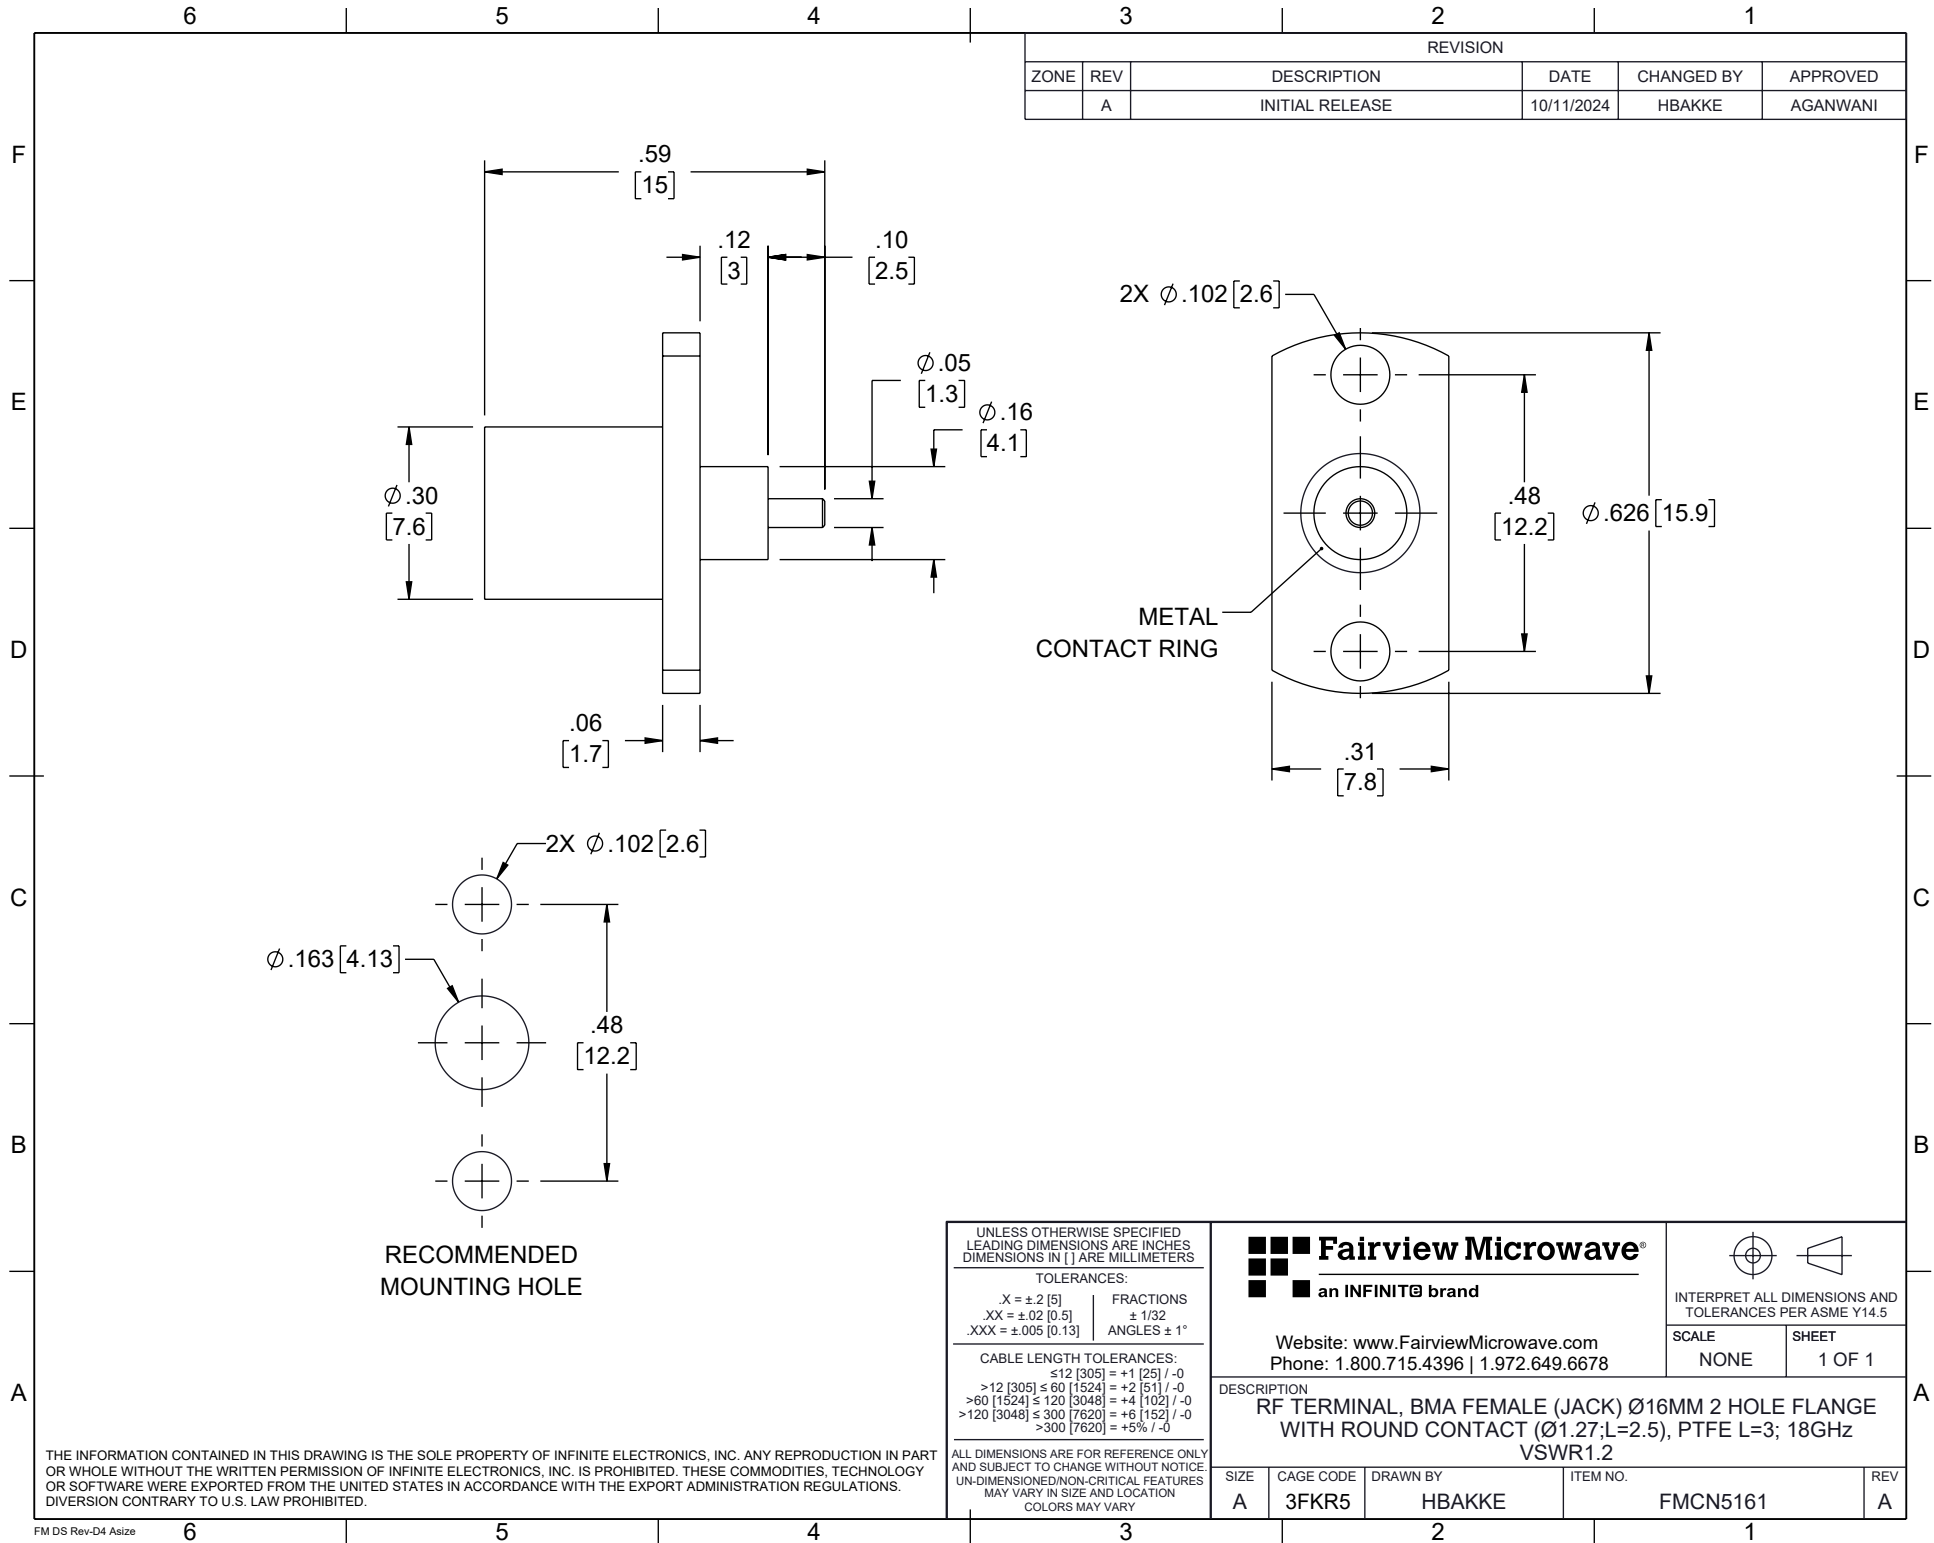 6 5 4 3 2 1
REVISION
ZONE REV DESCRIPTION DATE CHANGED BY APPROVED
A INITIAL RELEASE 10/11/2024 HBAKKE AGANWANI
F F
.59
[15]
.12
[3]
.10
[2.5]
2X ⌀.102[2.6]
E E
⌀.05
[1.3]
⌀.16
[4.1]
⌀.30
[7.6]
.48
[12.2]
⌀.626[15.9]
METAL
CONTACT RING
D D
.06
[1.7]
.31
[7.8]
2X ⌀.102[2.6]
C C
⌀.163[4.13]
.48
[12.2]
B B
RECOMMENDED
MOUNTING HOLE
UNLESS OTHERWISE SPECIFIED
LEADING DIMENSIONS ARE INCHES
DIMENSIONS IN [ ] ARE MILLIMETERS
TOLERANCES:
.X = ±.2 [5]
.XX = ±.02 [0.5]
.XXX = ±.005 [0.13]
FRACTIONS
± 1/32
ANGLES ± 1°
CABLE LENGTH TOLERANCES:
≤12 [305] = +1 [25] / -0
>12 [305] ≤ 60 [1524] = +2 [51] / -0
>60 [1524] ≤ 120 [3048] = +4 [102] / -0
>120 [3048] ≤ 300 [7620] = +6 [152] / -0
>300 [7620] = +5% / -0
ALL DIMENSIONS ARE FOR REFERENCE ONLY
AND SUBJECT TO CHANGE WITHOUT NOTICE.
UN-DIMENSIONED/NON-CRITICAL FEATURES
MAY VARY IN SIZE AND LOCATION
COLORS MAY VARY
Fairview Microwave®
an INFINITE brand
Website: www.FairviewMicrowave.com
Phone: 1.800.715.4396 | 1.972.649.6678
INTERPRET ALL DIMENSIONS AND
TOLERANCES PER ASME Y14.5
SCALE
NONE
SHEET
1 OF 1
A A
DESCRIPTION
RF TERMINAL, BMA FEMALE (JACK) Ø16MM 2 HOLE FLANGE
WITH ROUND CONTACT (Ø1.27;L=2.5), PTFE L=3; 18GHz
VSWR1.2
SIZE
A
CAGE CODE
3FKR5
DRAWN BY
HBAKKE
ITEM NO.
FMCN5161
REV
A
THE INFORMATION CONTAINED IN THIS DRAWING IS THE SOLE PROPERTY OF INFINITE ELECTRONICS, INC. ANY REPRODUCTION IN PART
OR WHOLE WITHOUT THE WRITTEN PERMISSION OF INFINITE ELECTRONICS, INC. IS PROHIBITED. THESE COMMODITIES, TECHNOLOGY
OR SOFTWARE WERE EXPORTED FROM THE UNITED STATES IN ACCORDANCE WITH THE EXPORT ADMINISTRATION REGULATIONS.
DIVERSION CONTRARY TO U.S. LAW PROHIBITED.
FM DS Rev-D4 Asize
6 5 4 3 2 1